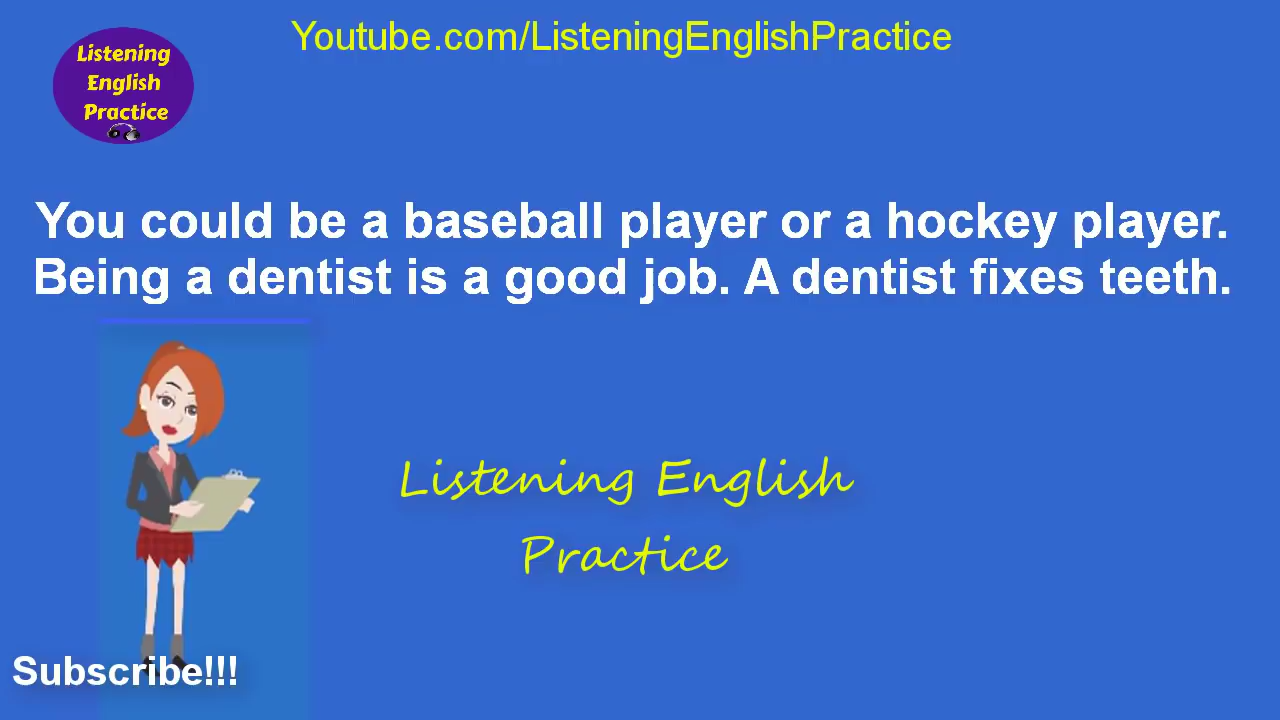 Youtube.com/ListeningEnglishPractice
Listening
English
Practice
You could be a baseball player or a hockey player.
Being a dentist is a good job. A dentist fixes teeth.
Listening English
Practice
Subscribe!!!